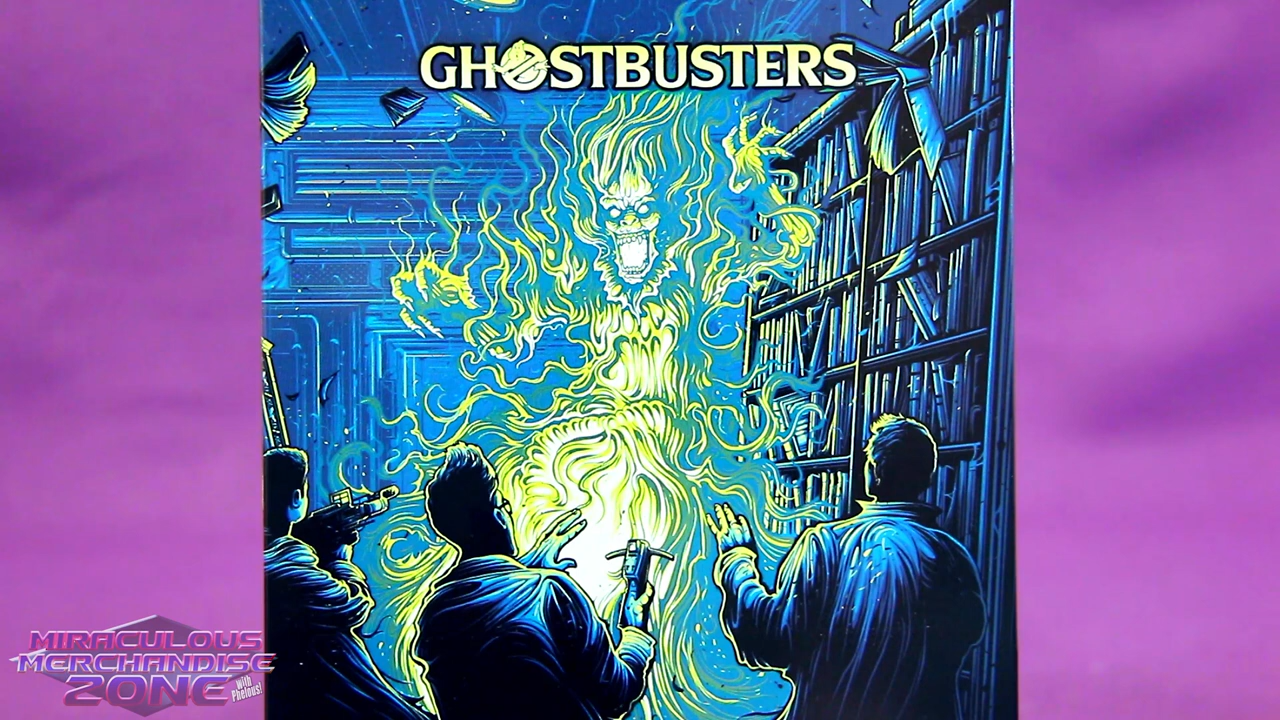 GHOSTBUSTERS
MIRACULOUS
MERCHANDISE
ZONE
with
Phelous!